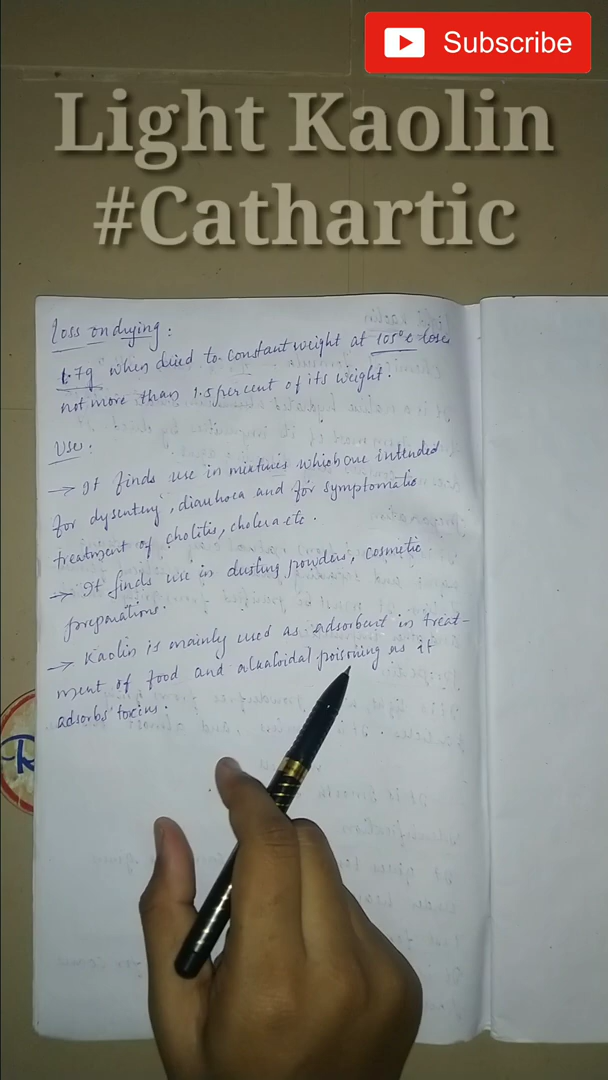 Subscribe
Light Kaolin
#Cathartic
Loss on drying :
1.7g when dried to constant weight at 105°c lose
not more than 1.5 percent of its weight.
Use :
→ It finds use in mixtures which are intended
for dysentery, diarrhoea and for symptomatic
treatment of cholitis, cholera etc.
→ It finds use in dusting powders, cosmetic
preparations.
→ Kaolin is mainly used as adsorbent in treat-
ment of food and alkaloidal poisoning as it
adsorbs toxins.